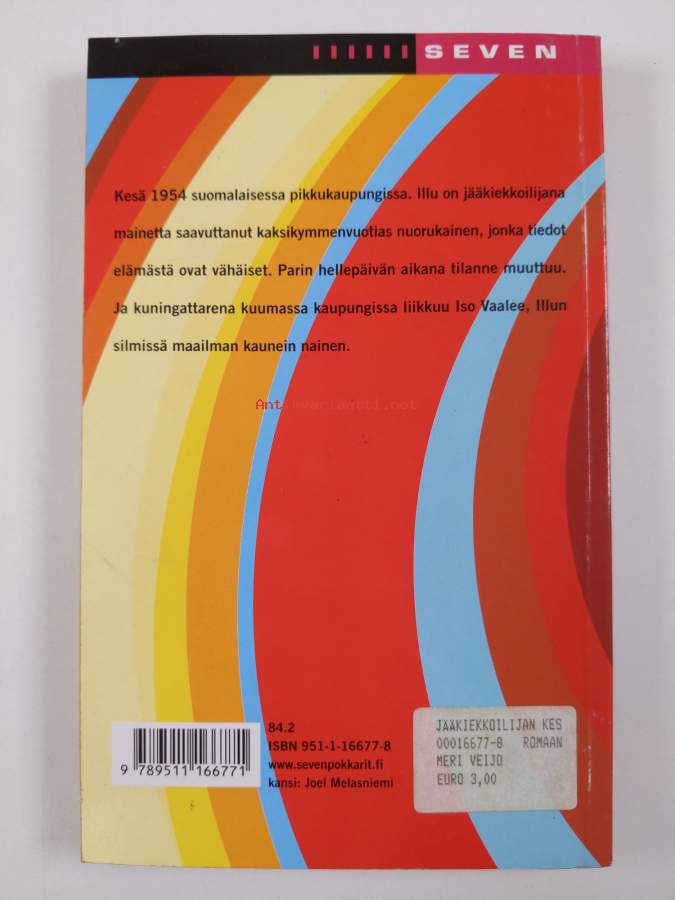 SEVEN
Kesä 1954 suomalaisessa pikkukaupungissa. Illu on jääkiekkoilijana
mainetta saavuttanut kaksikymmenvuotias nuorukainen, jonka tiedot
elämästä ovat vähäiset. Parin hellepäivän aikana tilanne muuttuu.
Ja kuningattarena kuumassa kaupungissa liikkuu Iso Vaalee, Illun
silmissä maailman kaunein nainen.
Antikvariaatti.net
84.2
ISBN 951-1-16677-8
www.sevenpokkarit.fi
kansi: Joel Melasniemi
9 789511 166771
JÄÄKIEKKOILIJAN KES
00016677-8 ROMAAN
MERI VEIJO
EURO 3,00